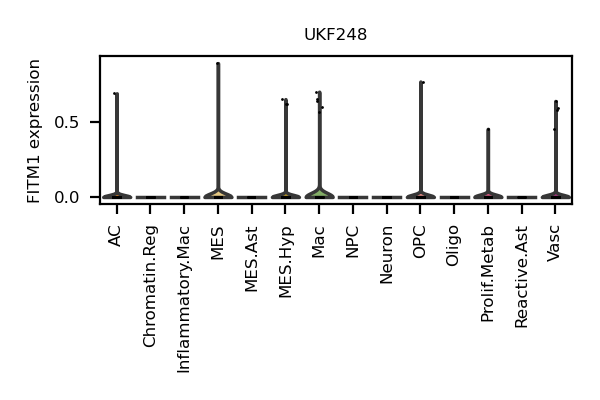 UKF248
FITM1 expression
0.5
0.0
AC
Chromatin.Reg
Inflammatory.Mac
MES
MES.Ast
MES.Hyp
Mac
NPC
Neuron
OPC
Oligo
Prolif.Metab
Reactive.Ast
Vasc